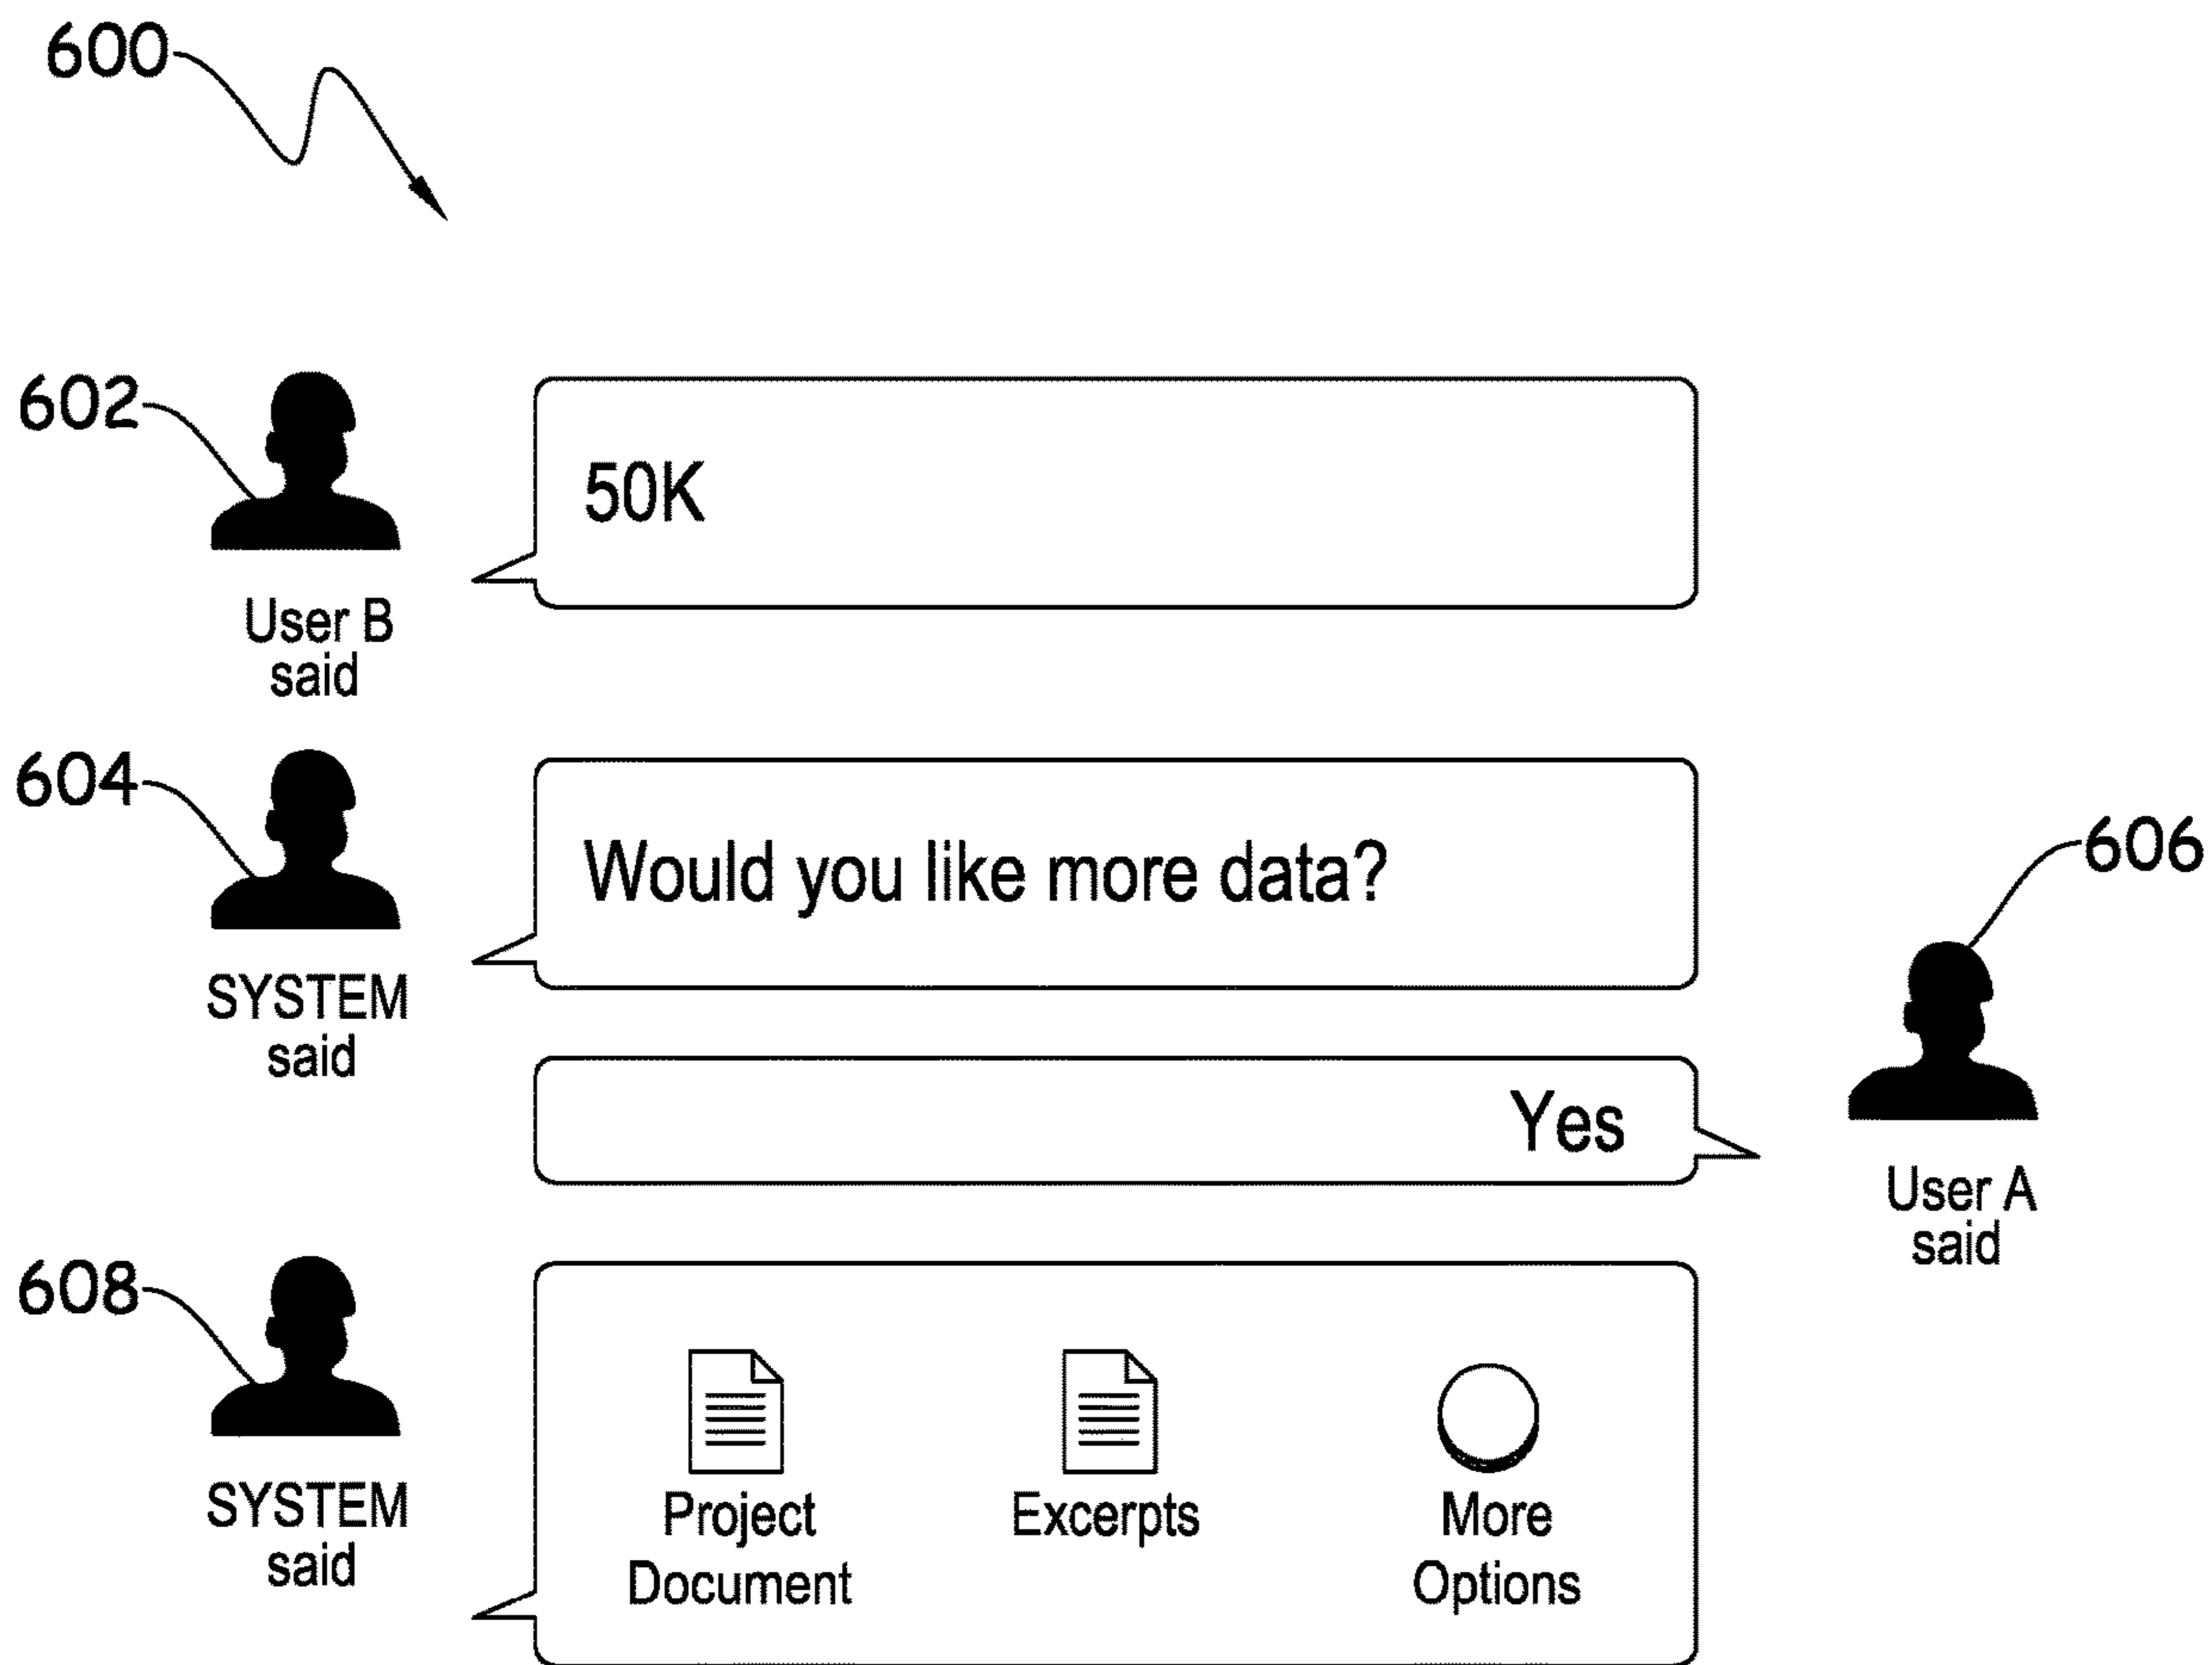 600
602
50K
User B
said
604
Would you like more data?
606
SYSTEM
said
Yes
User A
said
608
Project
Document
Excerpts
More
Options
SYSTEM
said